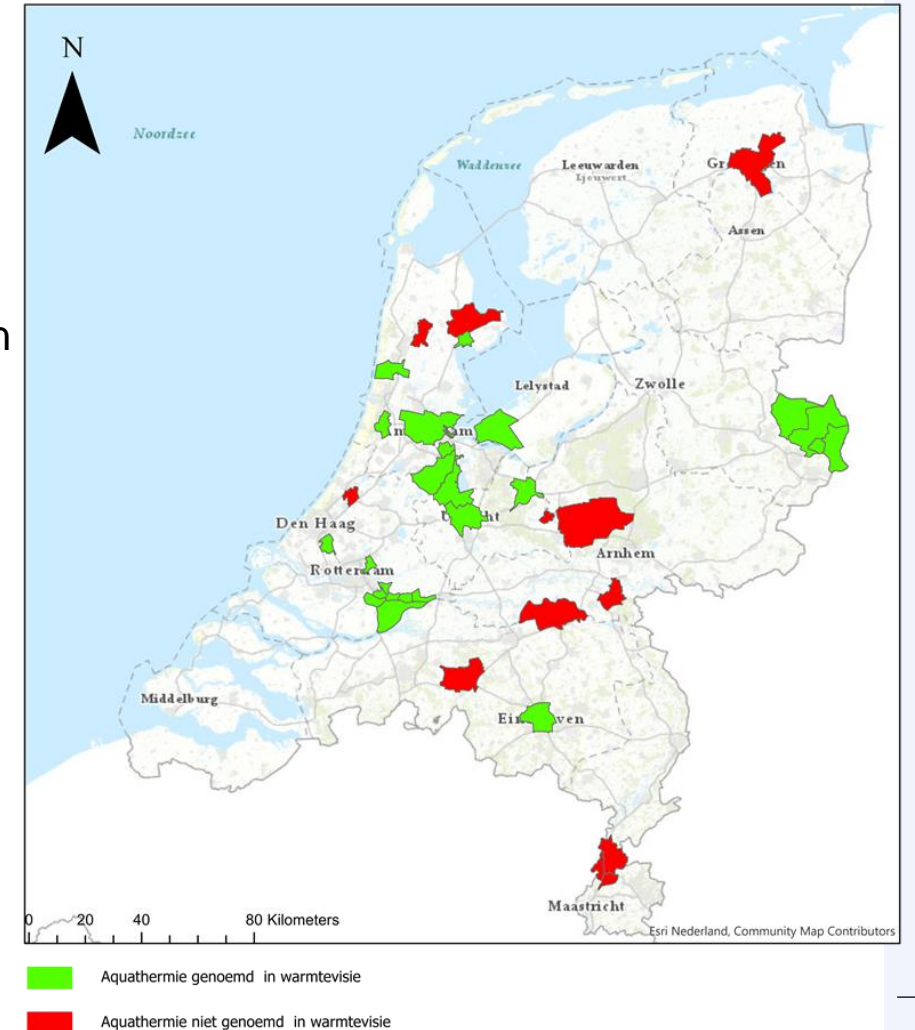 N
Noordzee
Waddenzee
Leeuwarden
Ljouwert
Assen
n
Lelystad
Zwolle
Den Haag
Arnhem
Middelburg
Maastricht
0 20 40 80 Kilometers
Esri Nederland, Community Map Contributors
Aquathermie genoemd in warmtevisie
Aquathermie niet genoemd in warmtevisie